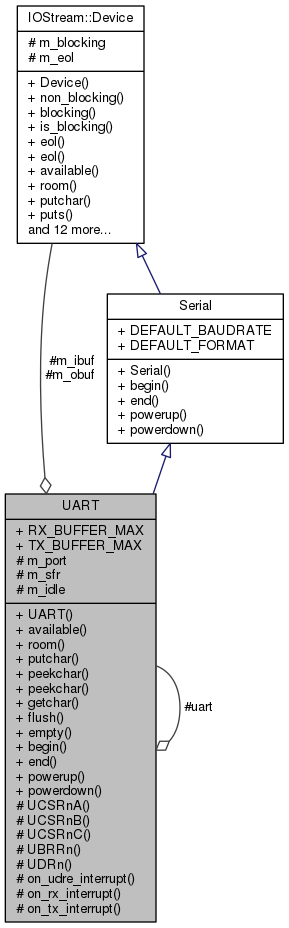 IOStream::Device
# m_blocking
# m_eol
+ Device()
+ non_blocking()
+ blocking()
+ is_blocking()
+ eol()
+ eol()
+ available()
+ room()
+ putchar()
+ puts()
and 12 more...
Serial
+ DEFAULT_BAUDRATE
+ DEFAULT_FORMAT
+ Serial()
+ begin()
+ end()
+ powerup()
+ powerdown()
#m_ibuf
#m_obuf
UART
+ RX_BUFFER_MAX
+ TX_BUFFER_MAX
# m_port
# m_sfr
# m_idle
+ UART()
+ available()
+ room()
+ putchar()
+ peekchar()
+ peekchar()
+ getchar()
+ flush()
+ empty()
+ begin()
+ end()
+ powerup()
+ powerdown()
# UCSRnA()
# UCSRnB()
# UCSRnC()
# UBRRn()
# UDRn()
# on_udre_interrupt()
# on_rx_interrupt()
# on_tx_interrupt()
#uart